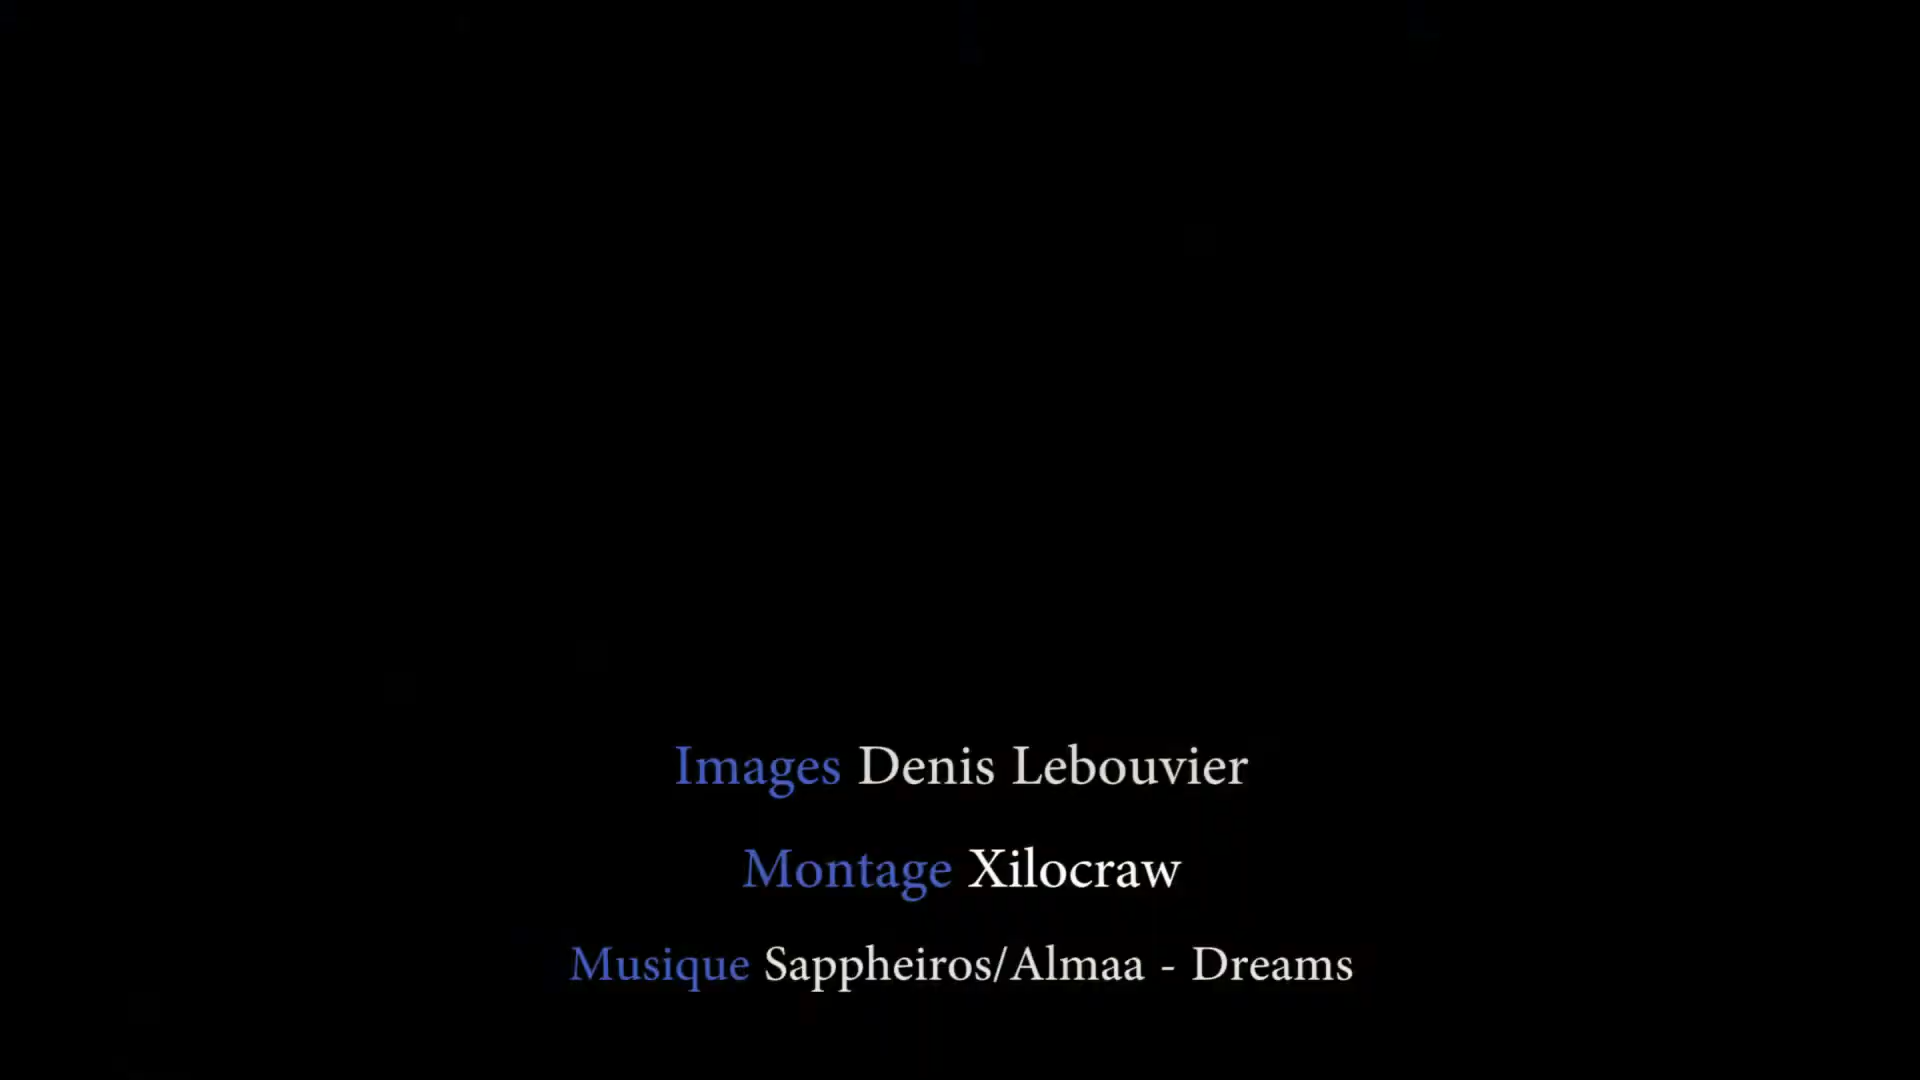 Images Denis Lebouvier
Montage Xilocraw
Musique Sappheiros/Almaa - Dreams